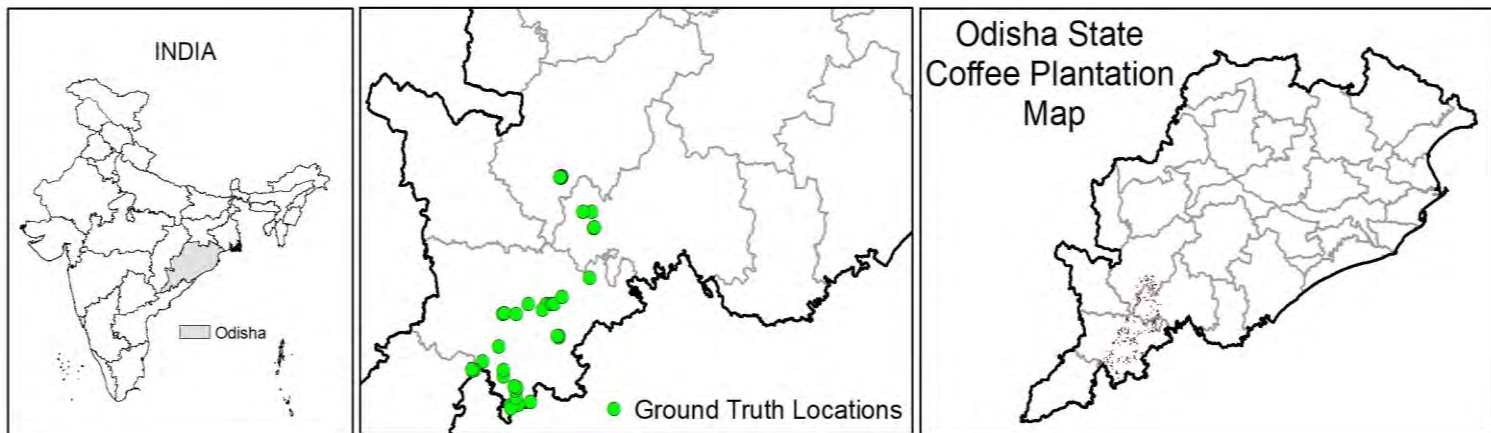 INDIA
Odisha
Ground Truth Locations
Odisha State
Coffee Plantation
Map